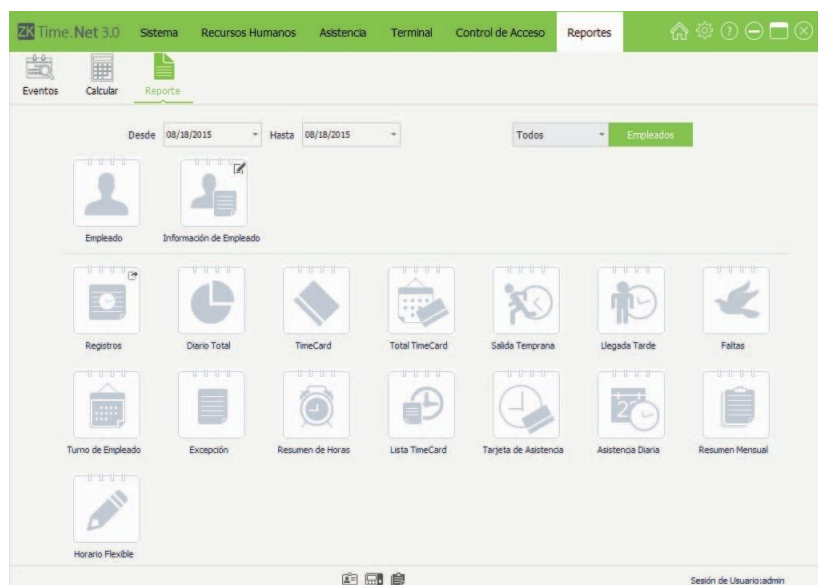 ZK Time.Net 3.0 Sistema Recursos Humanos Asistencia Terminal Control de Acceso Reportes
Eventos Calcular Reporte
Desde 08/18/2015 Hasta 08/18/2015 Todos Empleados
Empleado Información de Empleado
Registros Diario Total TimeCard Total TimeCard Salida Temprana Llegada Tarde Faltas
Turno de Empleado Excepción Resumen de Horas Lista TimeCard Tarjeta de Asistencia Asistencia Diaria Resumen Mensual
Horario Flexible
Sesión de Usuario:admin